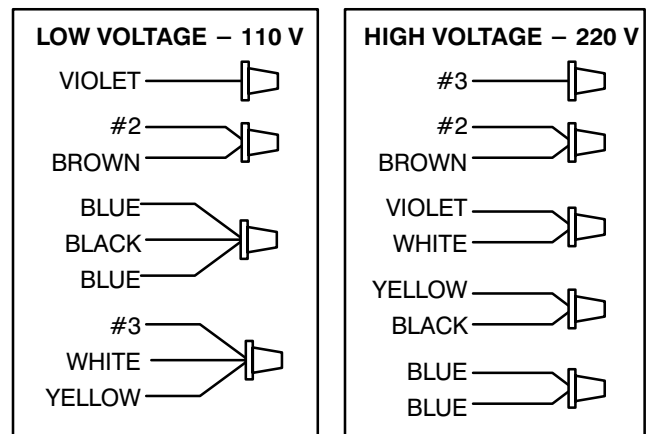 LOW VOLTAGE – 110 V
VIOLET
#2
BROWN
BLUE
BLACK
BLUE
#3
WHITE
YELLOW
HIGH VOLTAGE – 220 V
#3
#2
BROWN
VIOLET
WHITE
YELLOW
BLACK
BLUE
BLUE